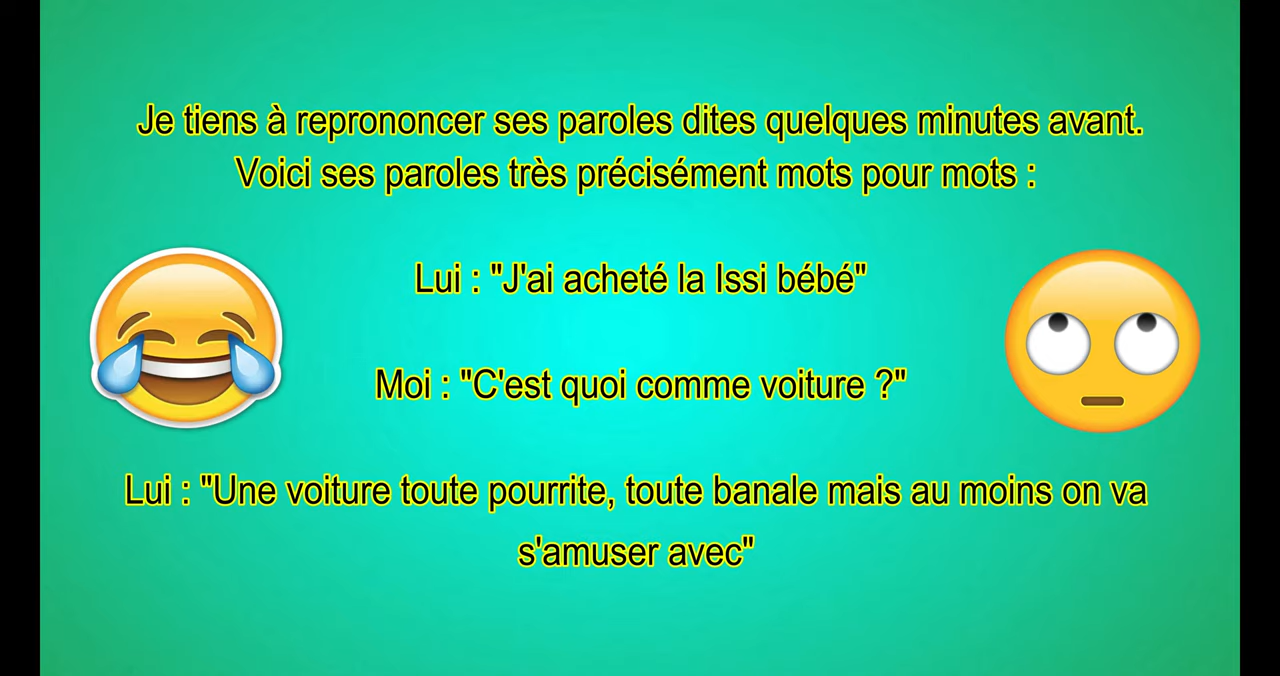 Je tiens à reprononcer ses paroles dites quelques minutes avant.
Voici ses paroles très précisément mots pour mots :
Lui : "J'ai acheté la Issi bébé"
Moi : "C'est quoi comme voiture ?"
Lui : "Une voiture toute pourrite, toute banale mais au moins on va
s'amuser avec"